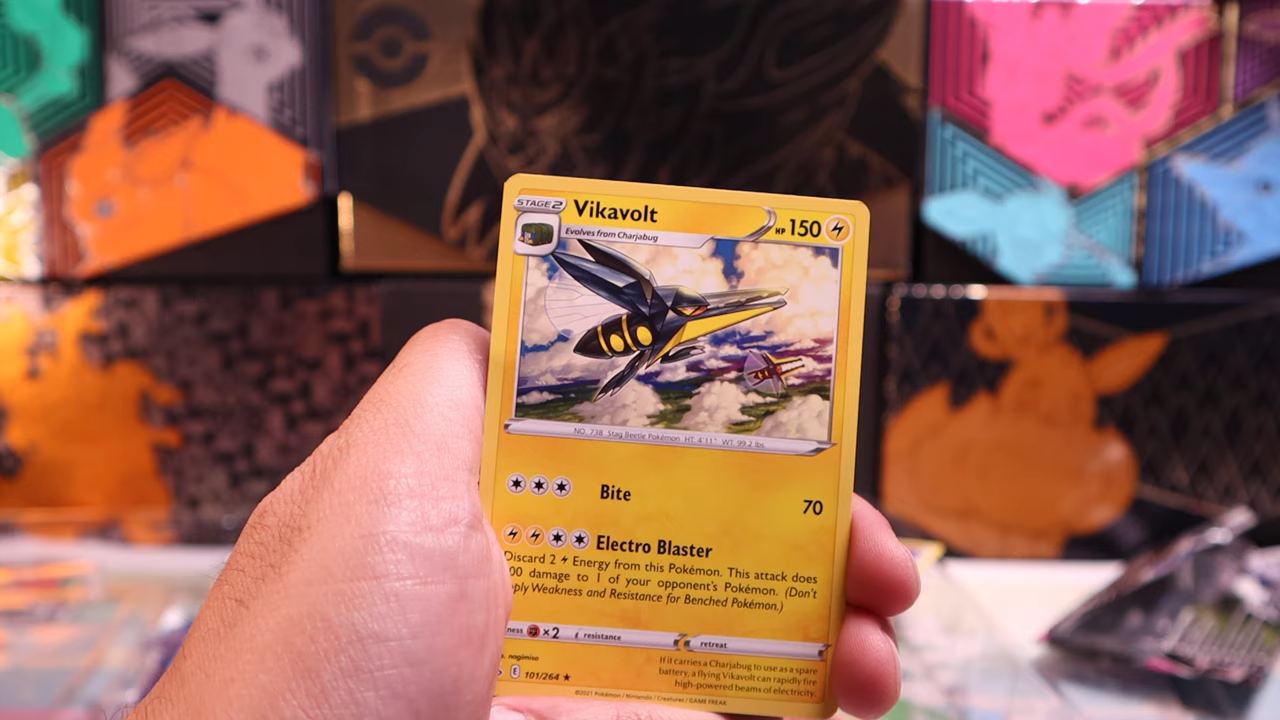 STAGE 2
Vikavolt
HP 150
Evolves from Charjabug
NO. 738 Stag Beetle Pokémon HT: 4'11" WT: 99.2 lbs.
Bite
70
Electro Blaster
Discard 2 Energy from this Pokémon. This attack does
00 damage to 1 of your opponent's Pokémon. (Don't
ply Weakness and Resistance for Benched Pokémon.)
ness ×2 resistance retreat
s. nagimiso
E 101/264 ★
If it carries a Charjabug to use as a spare
battery, a flying Vikavolt can rapidly fire
high-powered beams of electricity.
©2021 Pokémon / Nintendo / Creatures / GAME FREAK